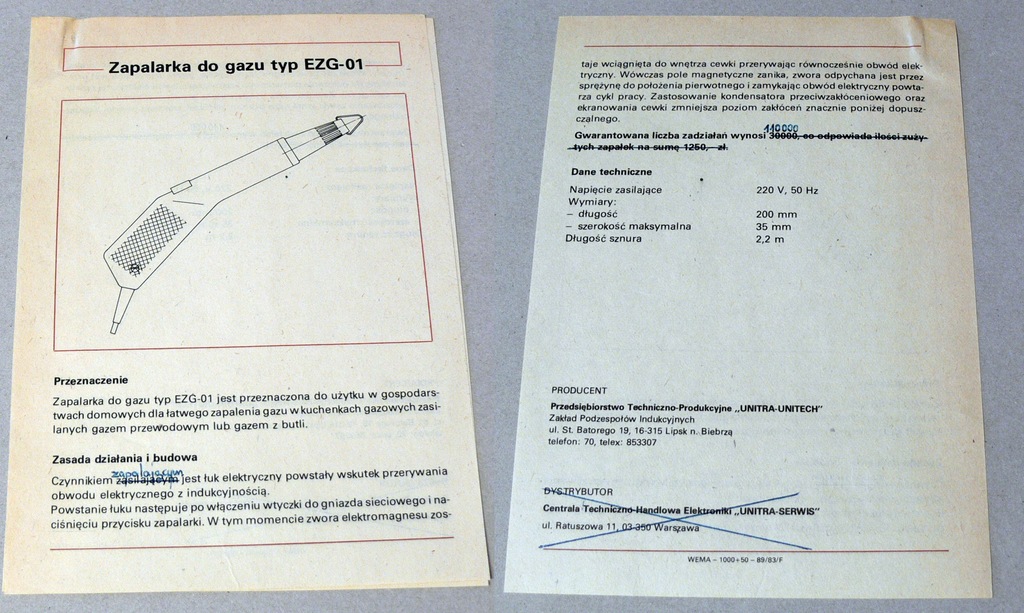 Zapalarka do gazu typ EZG-01
Przeznaczenie
Zapalarka do gazu typ EZG-01 jest przeznaczona do użytku w gospodars-
twach domowych dla łatwego zapalenia gazu w kuchenkach gazowych zasi-
lanych gazem przewodowym lub gazem z butli.
Zasada działania i budowa
zapalającym
Czynnikiem zasilającym jest łuk elektryczny powstały wskutek przerywania
obwodu elektrycznego z indukcyjnością.
Powstanie łuku następuje po włączeniu wtyczki do gniazda sieciowego i na-
ciśnięciu przycisku zapalarki. W tym momencie zwora elektromagnesu zos-
taje wciągnięta do wnętrza cewki przerywając równocześnie obwód elek-
tryczny. Wówczas pole magnetyczne zanika, zwora odpychana jest przez
sprężynę do położenia pierwotnego i zamykając obwód elektryczny powta-
rza cykl pracy. Zastosowanie kondensatora przeciwzakłóceniowego oraz
ekranowania cewki zmniejsza poziom zakłóceń znacznie poniżej dopusz-
czalnego.
110000
Gwarantowana liczba zadziałań wynosi 30000, co odpowiada ilości zuży-
tych zapałek na sumę 1250,— zł.
Dane techniczne
Napięcie zasilające 220 V, 50 Hz
Wymiary:
— długość 200 mm
— szerokość maksymalna 35 mm
Długość sznura 2,2 m
PRODUCENT
Przedsiębiorstwo Techniczno-Produkcyjne „UNITRA-UNITECH"
Zakład Podzespołów Indukcyjnych
ul. St. Batorego 19, 16-315 Lipsk n. Biebrzą
telefon: 70, telex: 853307
DYSTRYBUTOR
Centrala Techniczno-Handlowa Elektroniki „UNITRA-SERWIS"
ul. Ratuszowa 11, 03-350 Warszawa
WEMA — 1000+50 — 89/83/F